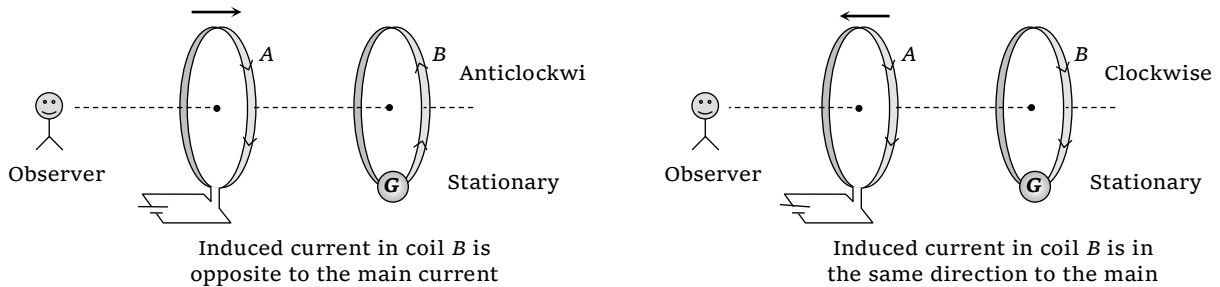 A
B
Anticlockwi
Observer
G
Stationary
Induced current in coil B is
opposite to the main current
A
B
Clockwise
Observer
G
Stationary
Induced current in coil B is in
the same direction to the main